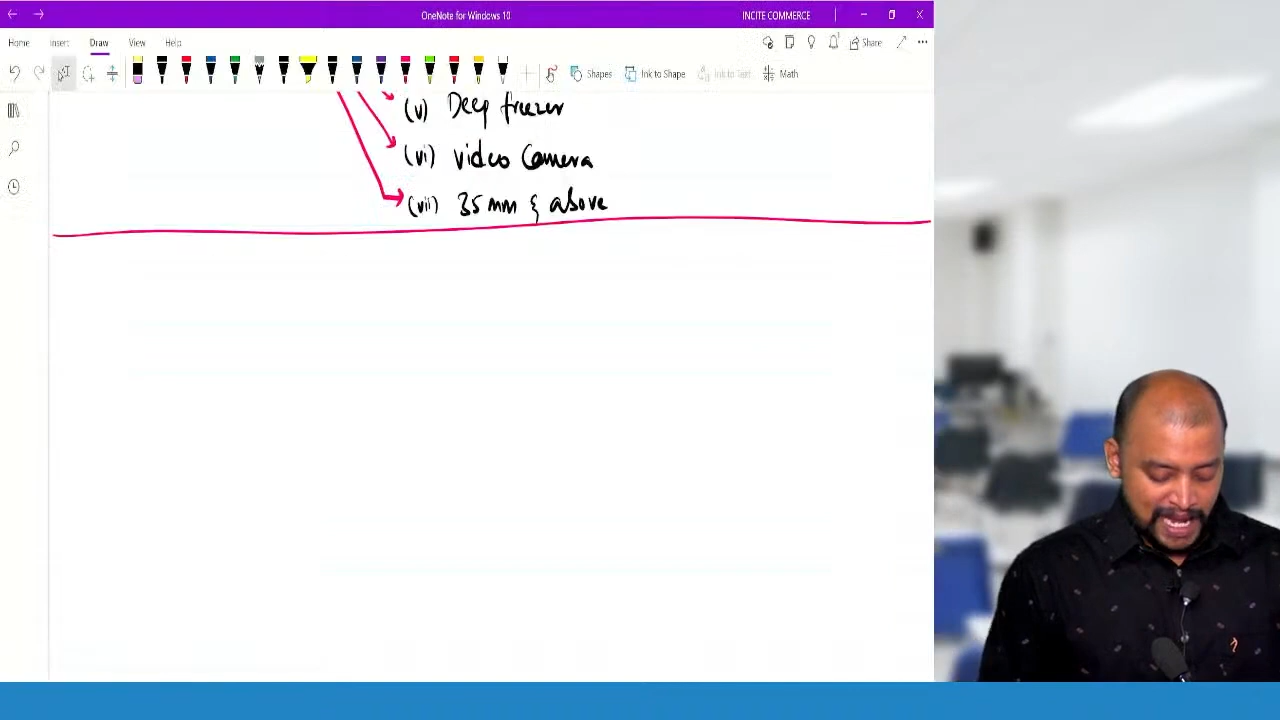 OneNote for Windows 10
INCITE COMMERCE
Home Insert Draw View Help
Share
Shapes Ink to Shape Ink to Text Math
(v) Deep freezer
(vi) video Camera
(vii) 35 mm & above